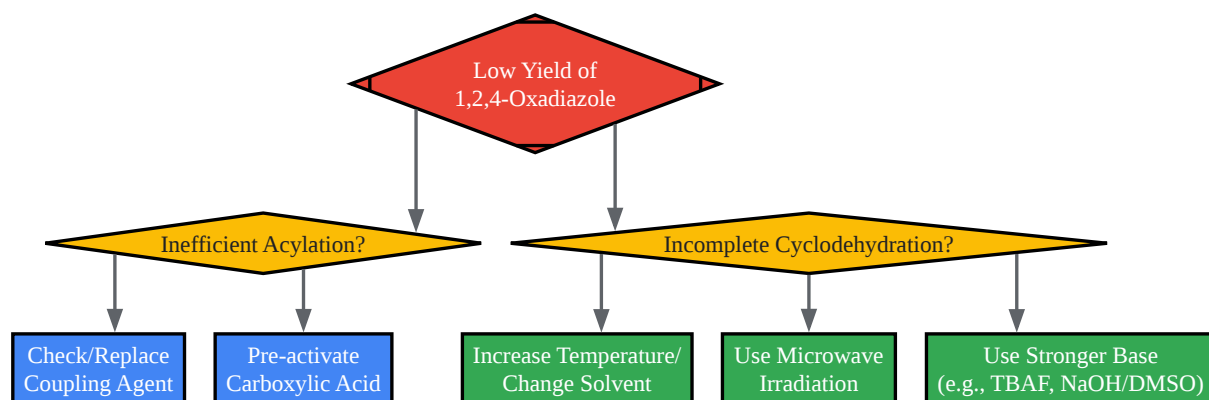 Low Yield of
1,2,4-Oxadiazole
Inefficient Acylation?
Incomplete Cyclodehydration?
Check/Replace
Coupling Agent
Pre-activate
Carboxylic Acid
Increase Temperature/
Change Solvent
Use Microwave
Irradiation
Use Stronger Base
(e.g., TBAF, NaOH/DMSO)